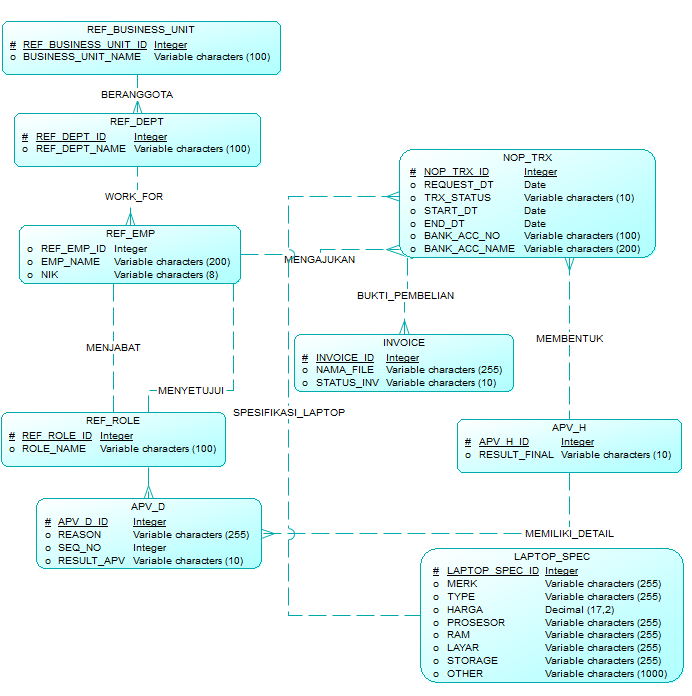 REF_BUSINESS_UNIT
# REF_BUSINESS_UNIT_ID Integer
o BUSINESS_UNIT_NAME Variable characters (100)
BERANGGOTA
REF_DEPT
# REF_DEPT_ID Integer
o REF_DEPT_NAME Variable characters (100)
WORK_FOR
REF_EMP
o REF_EMP_ID Integer
o EMP_NAME Variable characters (200)
o NIK Variable characters (8)
NOP_TRX
# NOP_TRX_ID Integer
o REQUEST_DT Date
o TRX_STATUS Variable characters (10)
o START_DT Date
o END_DT Date
o BANK_ACC_NO Variable characters (100)
o BANK_ACC_NAME Variable characters (200)
MENGAJUKAN
BUKTI_PEMBELIAN
INVOICE
# INVOICE_ID Integer
o NAMA_FILE Variable characters (255)
o STATUS_INV Variable characters (10)
MEMBENTUK
MENJABAT
MENYETUJUI
SPESIFIKASI_LAPTOP
REF_ROLE
# REF_ROLE_ID Integer
o ROLE_NAME Variable characters (100)
APV_H
# APV_H_ID Integer
o RESULT_FINAL Variable characters (10)
APV_D
# APV_D_ID Integer
o REASON Variable characters (255)
o SEQ_NO Integer
o RESULT_APV Variable characters (10)
MEMILIKI_DETAIL
LAPTOP_SPEC
# LAPTOP_SPEC_ID Integer
o MERK Variable characters (255)
o TYPE Variable characters (255)
o HARGA Decimal (17,2)
o PROSESOR Variable characters (255)
o RAM Variable characters (255)
o LAYAR Variable characters (255)
o STORAGE Variable characters (255)
o OTHER Variable characters (1000)